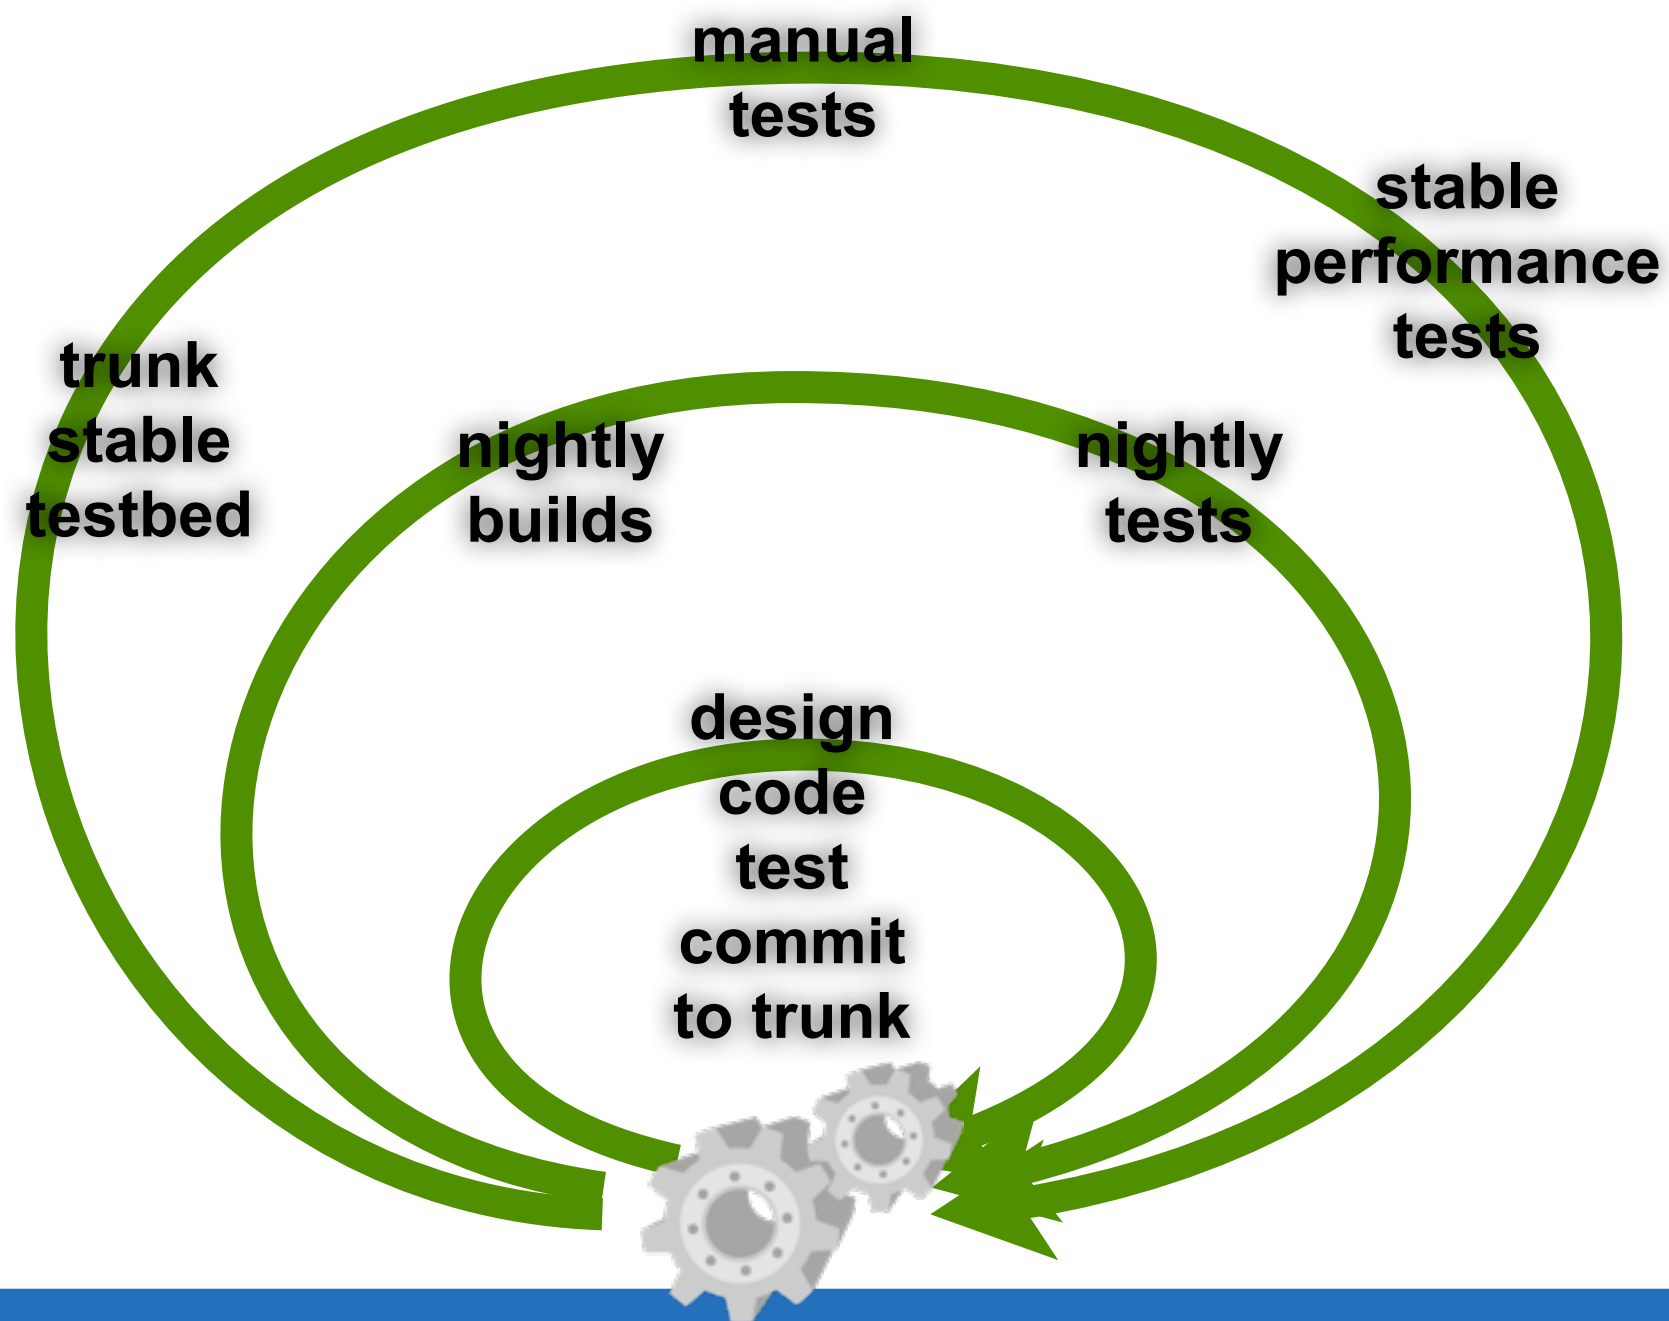 manual
tests
stable
performance
tests
trunk
stable
testbed
nightly
builds
nightly
tests
design
code
test
commit
to trunk